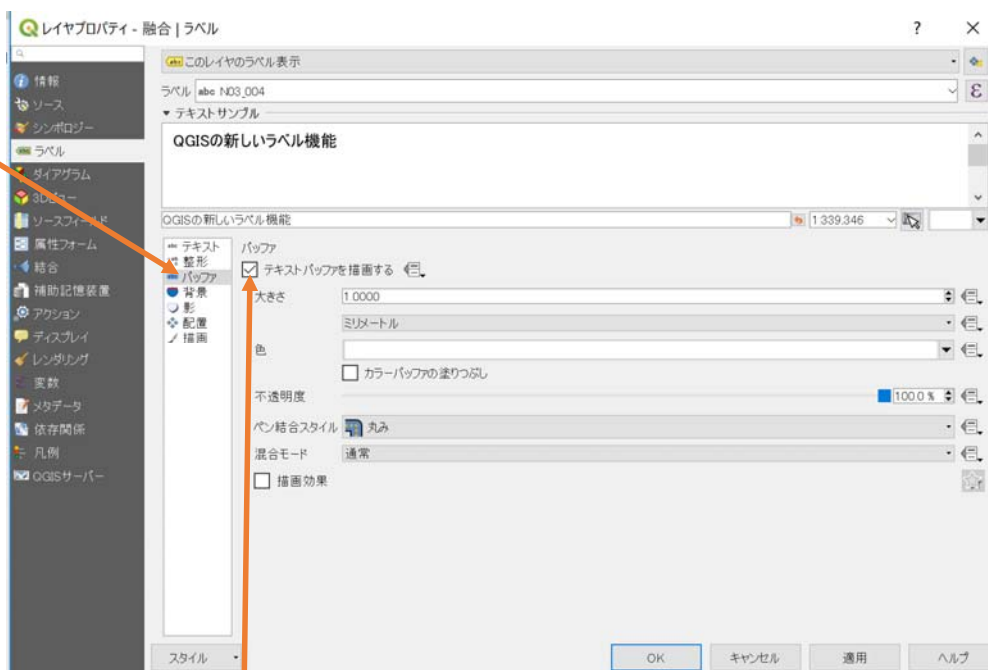 レイヤプロパティ - 融合 | ラベル
? ×
情報
ソース
シンボロジー
ラベル
ダイアグラム
3Dビュー
ソースフィールド
属性フォーム
結合
補助記憶装置
アクション
ディスプレイ
レンダリング
変数
メタデータ
依存関係
凡例
QGISサーバー
abc このレイヤのラベル表示
ラベル abc N03_004 ε
▼ テキストサンプル
QGISの新しいラベル機能
QGISの新しいラベル機能 1:339,346
テキスト
整形
バッファ
背景
影
配置
描画
バッファ
テキストバッファを描画する
大きさ 1.0000
ミリメートル
色
カラーバッファの塗りつぶし
不透明度 100.0 %
ペン結合スタイル 丸み
混合モード 通常
描画効果
スタイル OK キャンセル 適用 ヘルプ